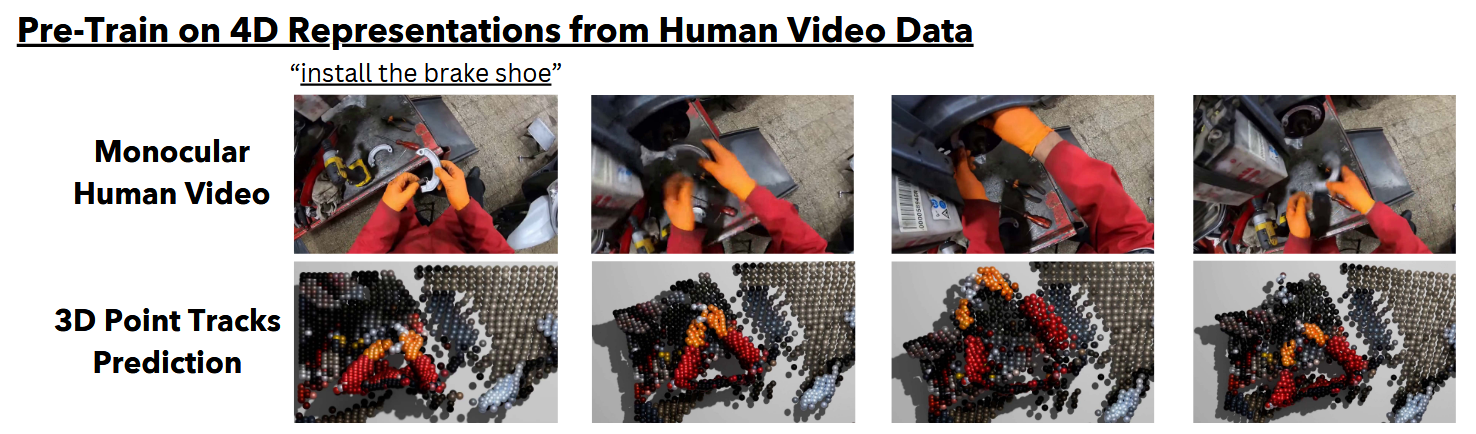 Pre-Train on 4D Representations from Human Video Data
“install the brake shoe”
Monocular
Human Video
3D Point Tracks
Prediction